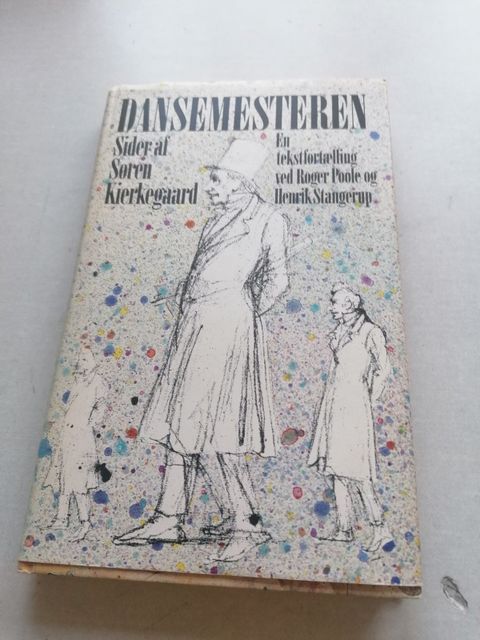 DANSEMESTEREN
Sider af
Søren
Kierkegaard
En
tekstfortælling
ved Roger Poole og
Henrik Stangerup